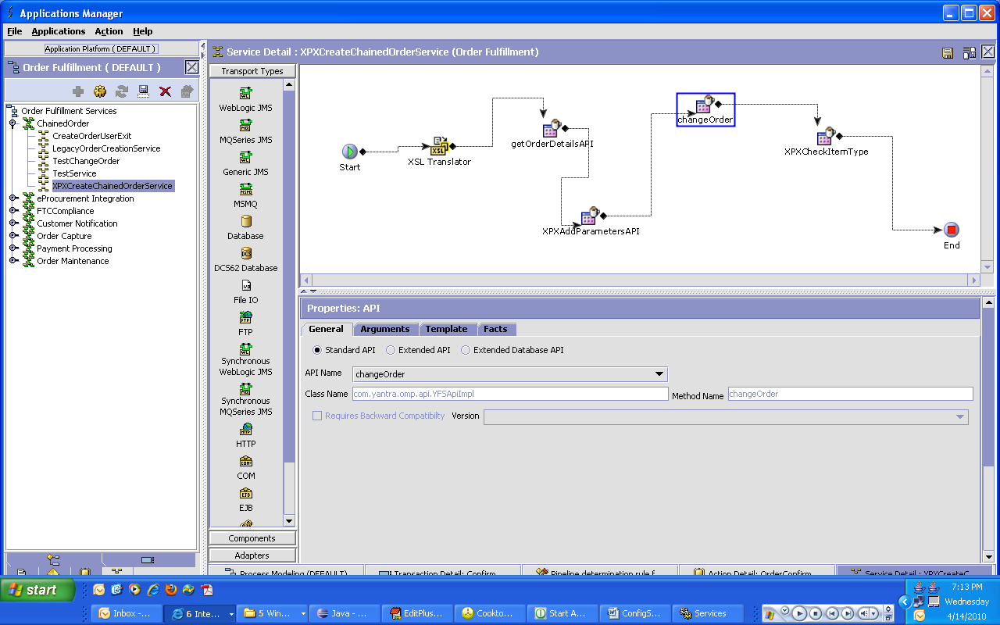 Applications Manager
File Applications Action Help
Application Platform ( DEFAULT )
Order Fulfillment ( DEFAULT )
Order Fulfillment Services
ChainedOrder
CreateOrderUserExit
LegacyOrderCreationService
TestChangeOrder
TestService
XPXCreateChainedOrderService
eProcurement Integration
FTCCompliance
Customer Notification
Order Capture
Payment Processing
Order Maintenance
Service Detail : XPXCreateChainedOrderService (Order Fulfillment)
Transport Types
WebLogic JMS
MQSeries JMS
Generic JMS
MSMQ
Database
DCS62 Database
File IO
FTP
Synchronous
WebLogic JMS
Synchronous
MQSeries JMS
HTTP
COM
EJB
Components
Adapters
Start
XSL Translator
getOrderDetailsAPI
XPXAddParametersAPI
changeOrder
XPXCheckItemType
End
Properties: API
General Arguments Template Facts
Standard API Extended API Extended Database API
API Name changeOrder
Class Name com.yantra.omp.api.YFSApiImpl Method Name changeOrder
Requires Backward Compatibilty Version
Process Modeling (DEFAULT) Transaction Detail: Confirm Pipeline determination rule f Action Detail: OrderConfirm Service Detail : XPXCreateC
start
Inbox -... 6 Inte... 5 Win... Java - ... EditPlus... Cookto... Start A... ConfigS... Services
7:13 PM
Wednesday
4/14/2010